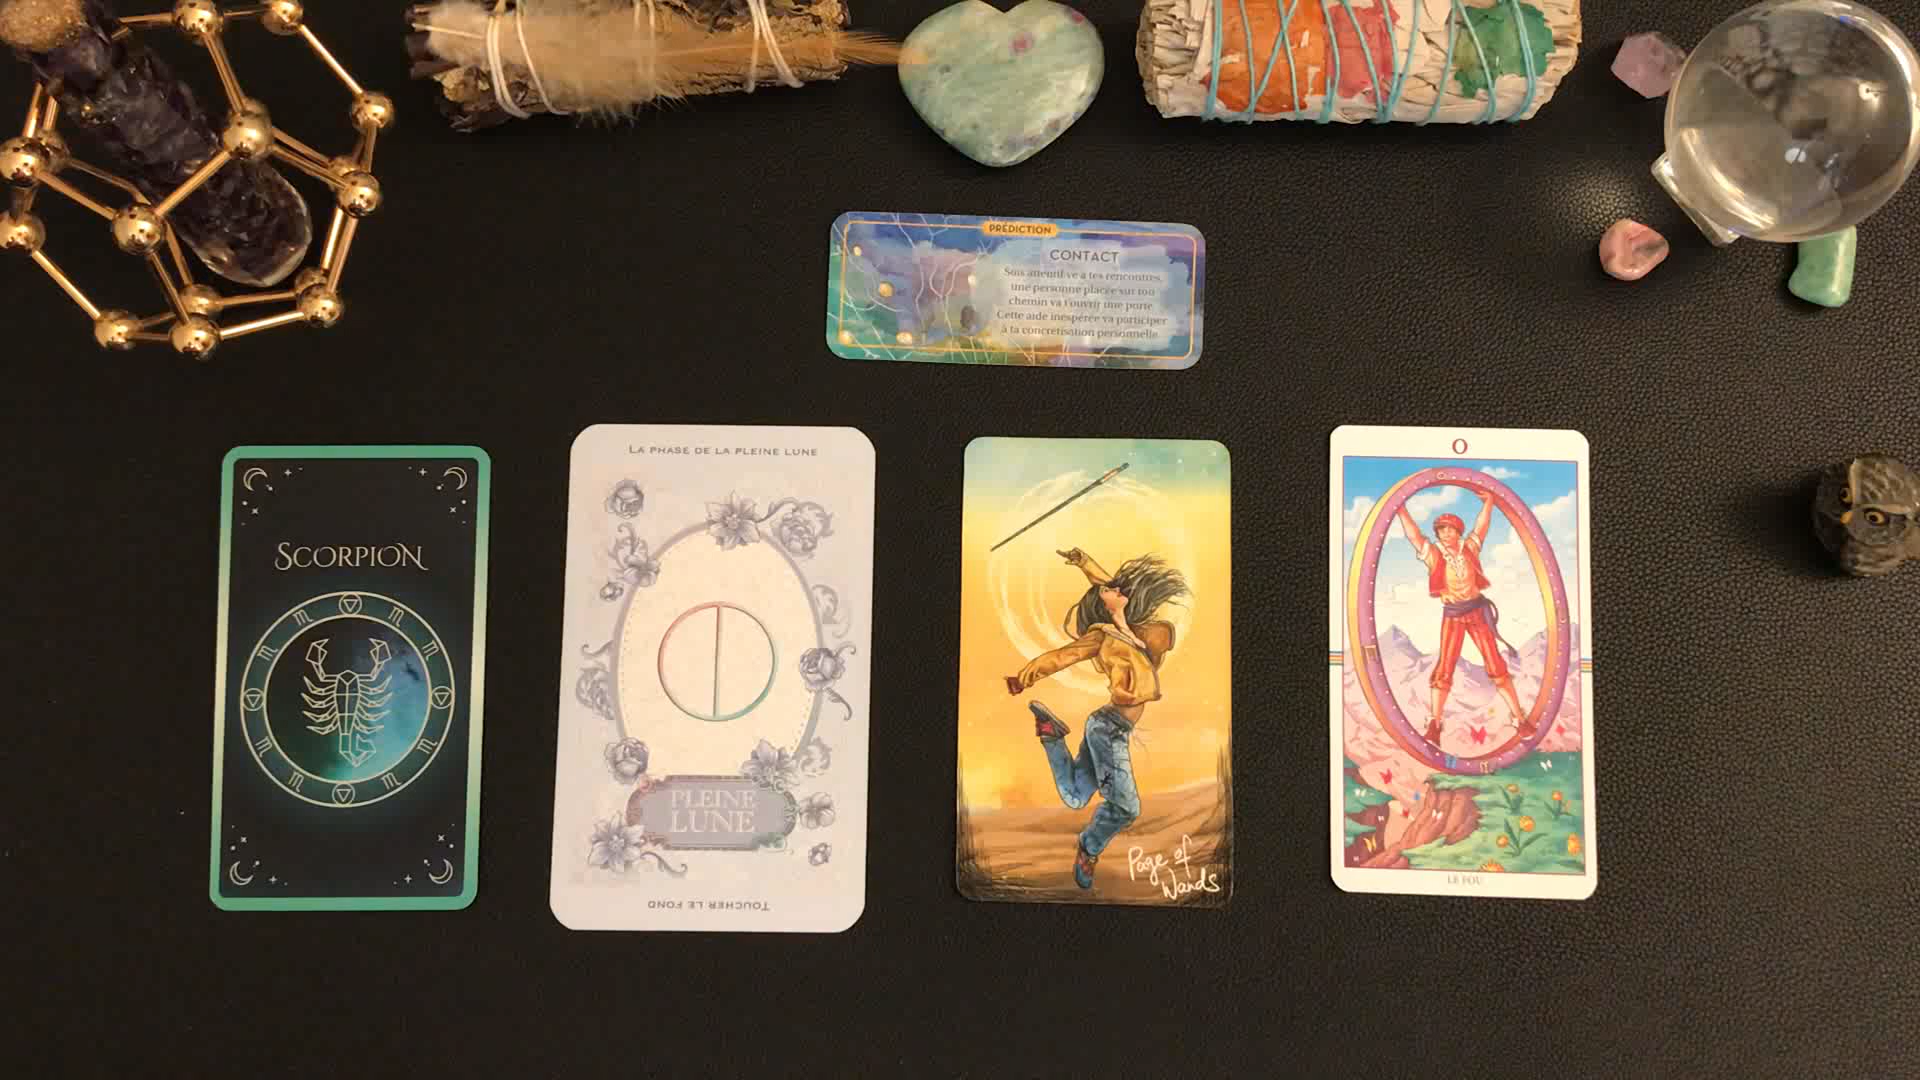 PRÉDICTION
CONTACT
Sois attentif.ve à tes rencontres,
une personne placée sur ton
chemin va t'ouvrir une porte.
Cette aide inespérée va participer
à ta concrétisation personnelle.
SCORPION
LA PHASE DE LA PLEINE LUNE
PLEINE
LUNE
TOUCHER LE FOND
Page of
Wands
0
LE FOU